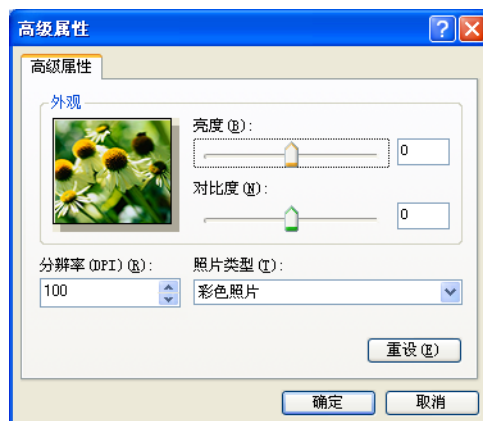 高级属性
高级属性
外观
亮度(B):
0
对比度(N):
0
分辨率(DPI)(R):
照片类型(T):
100
彩色照片
重设(E)
确定
取消